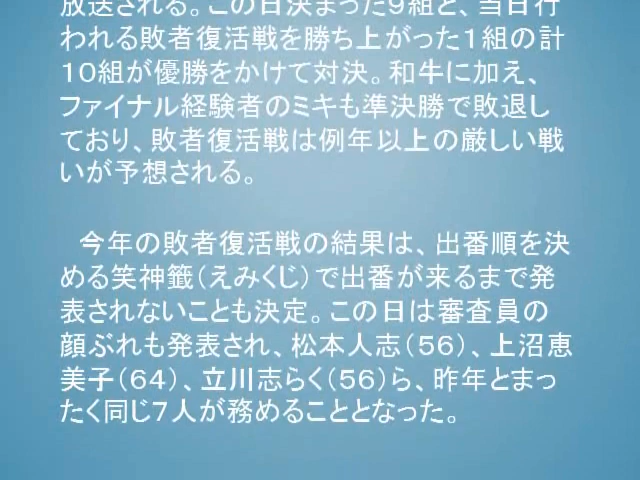 放送される。この日決まった９組と、当日行
われる敗者復活戦を勝ち上がった１組の計
１０組が優勝をかけて対決。和牛に加え、
ファイナル経験者のミキも準決勝で敗退し
ており、敗者復活戦は例年以上の厳しい戦
いが予想される。
今年の敗者復活戦の結果は、出番順を決
める笑神籤（えみくじ）で出番が来るまで発
表されないことも決定。この日は審査員の
顔ぶれも発表され、松本人志（５６）、上沼恵
美子（６４）、立川志らく（５６）ら、昨年とまっ
たく同じ７人が務めることとなった。